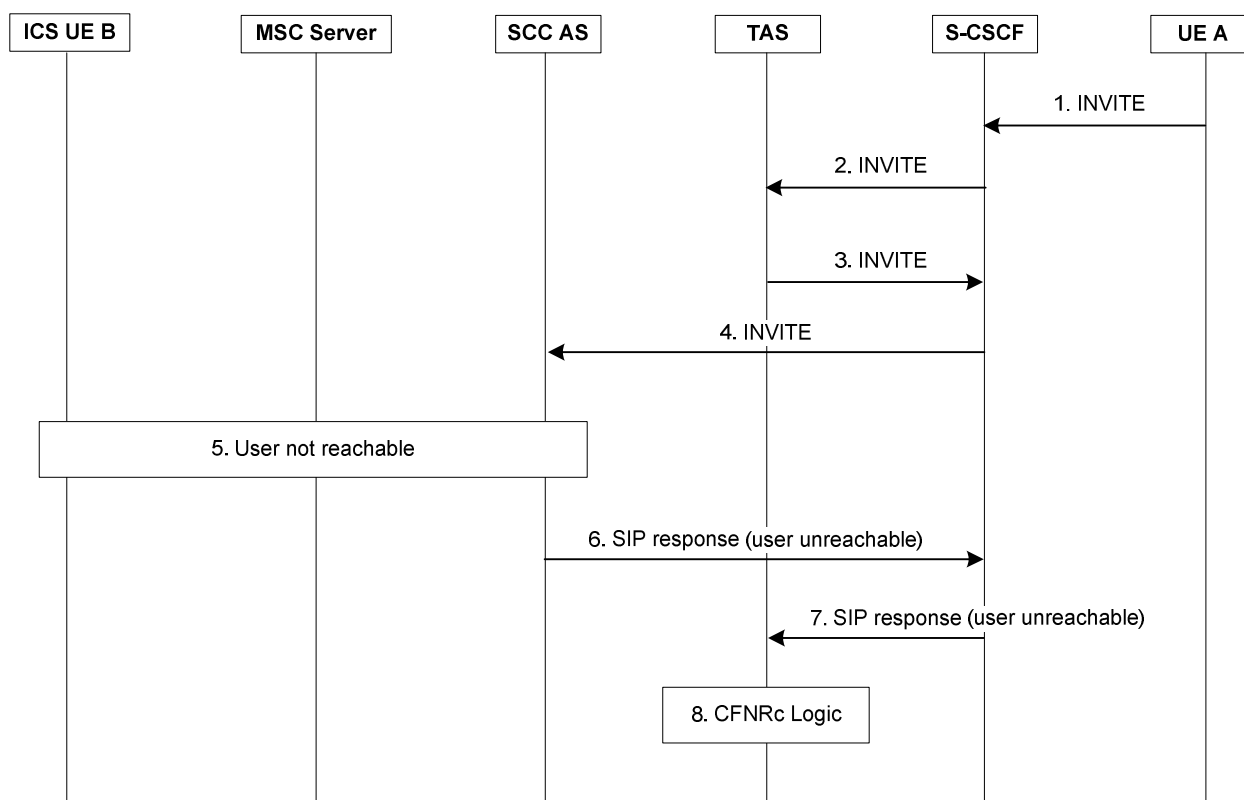 ICS UE B
MSC Server
SCC AS
TAS
S-CSCF
UE A
1. INVITE
2. INVITE
3. INVITE
4. INVITE
5. User not reachable
6. SIP response (user unreachable)
7. SIP response (user unreachable)
8. CFNRc Logic